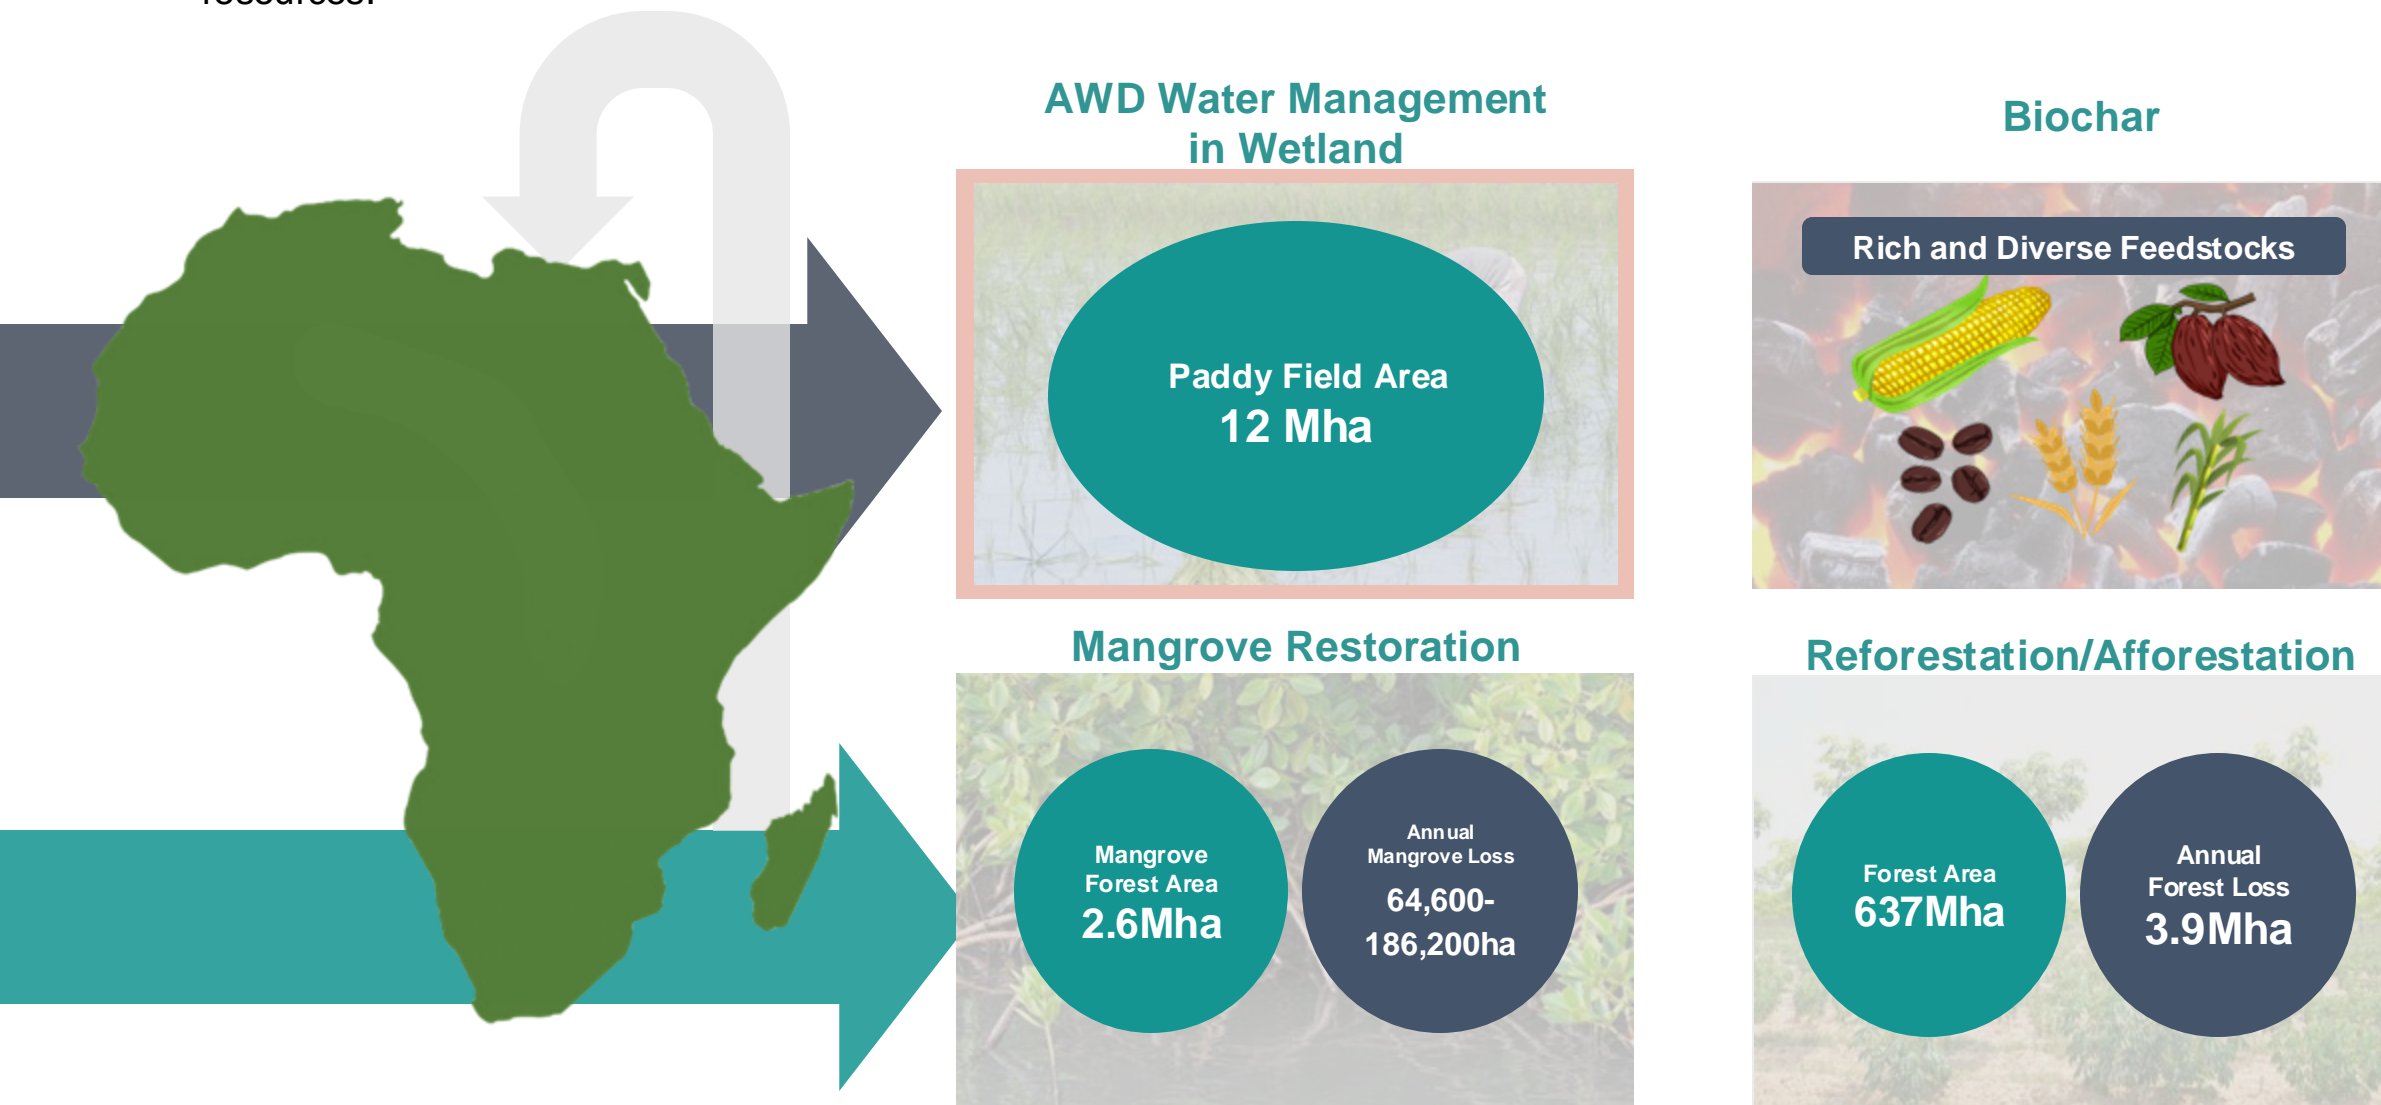 resources.
AWD Water Management
in Wetland
Biochar
Rich and Diverse Feedstocks
Paddy Field Area
12 Mha
Mangrove Restoration
Reforestation/Afforestation
Mangrove
Forest Area
2.6Mha
Annual
Mangrove Loss
64,600-
186,200ha
Forest Area
637Mha
Annual
Forest Loss
3.9Mha